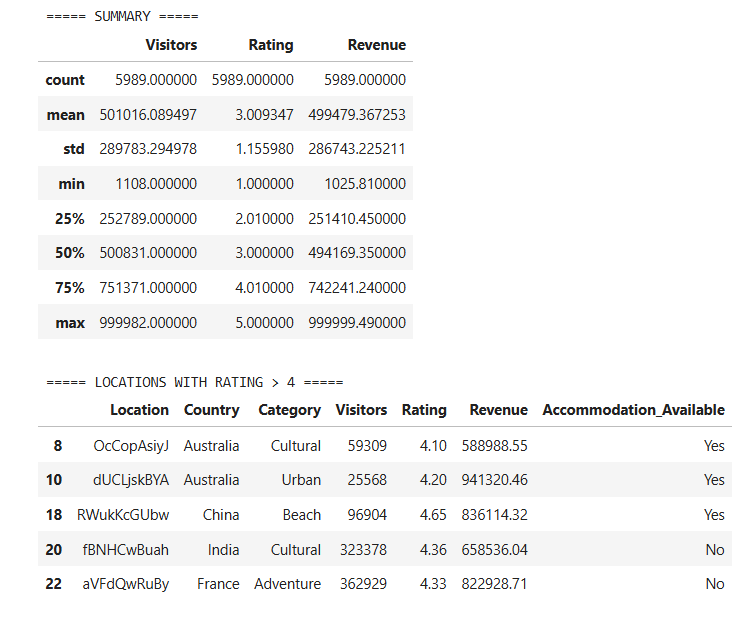 ===== SUMMARY =====
Visitors Rating Revenue
count 5989.000000 5989.000000 5989.000000
mean 501016.089497 3.009347 499479.367253
std 289783.294978 1.155980 286743.225211
min 1108.000000 1.000000 1025.810000
25% 252789.000000 2.010000 251410.450000
50% 500831.000000 3.000000 494169.350000
75% 751371.000000 4.010000 742241.240000
max 999982.000000 5.000000 999999.490000
===== LOCATIONS WITH RATING > 4 =====
Location Country Category Visitors Rating Revenue Accommodation_Available
8 OcCopAsiyJ Australia Cultural 59309 4.10 588988.55 Yes
10 dUCLjskBYA Australia Urban 25568 4.20 941320.46 Yes
18 RWukKcGUbw China Beach 96904 4.65 836114.32 Yes
20 fBNHCwBuah India Cultural 323378 4.36 658536.04 No
22 aVFdQwRuBy France Adventure 362929 4.33 822928.71 No